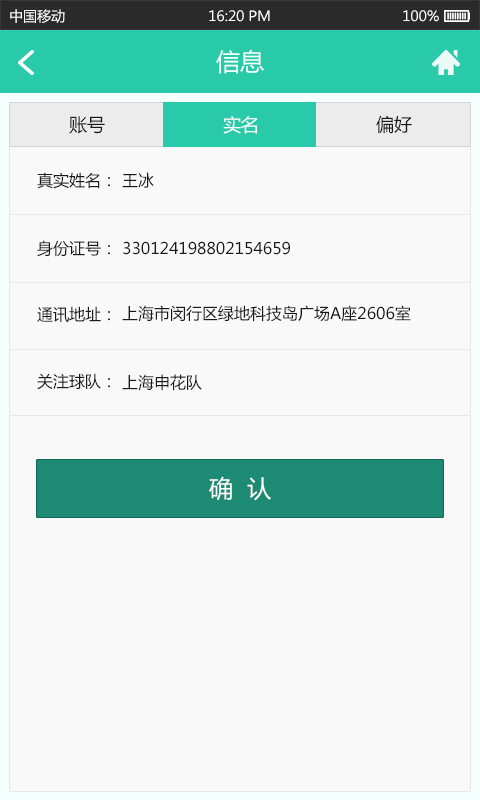 中国移动 16:20 PM 100%
信息
账号 实名 偏好
真实姓名： 王冰
身份证号： 330124198802154659
通讯地址： 上海市闵行区绿地科技岛广场A座2606室
关注球队： 上海申花队
确 认